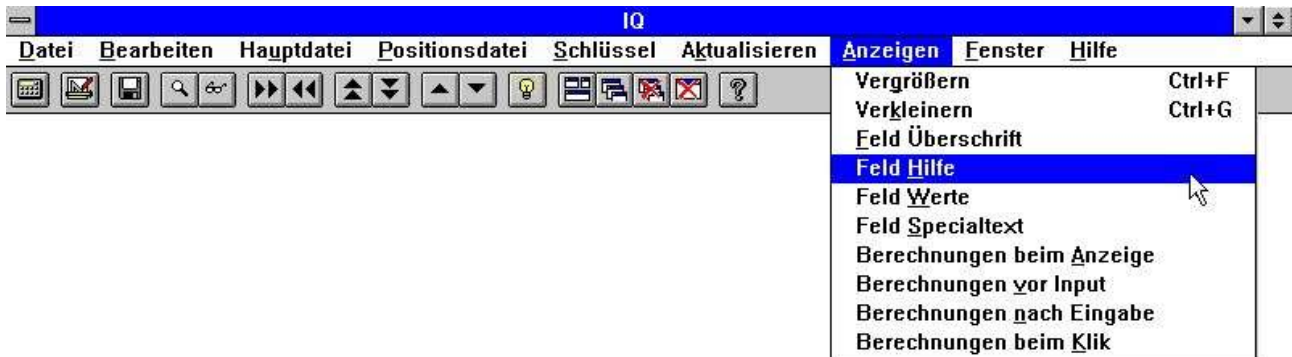 IQ
Datei Bearbeiten Hauptdatei Positionsdatei Schlüssel Aktualisieren Anzeigen Fenster Hilfe
Vergrößern Ctrl+F
Verkleinern Ctrl+G
Feld Überschrift
Feld Hilfe
Feld Werte
Feld Specialtext
Berechnungen beim Anzeige
Berechnungen vor Input
Berechnungen nach Eingabe
Berechnungen beim Klik